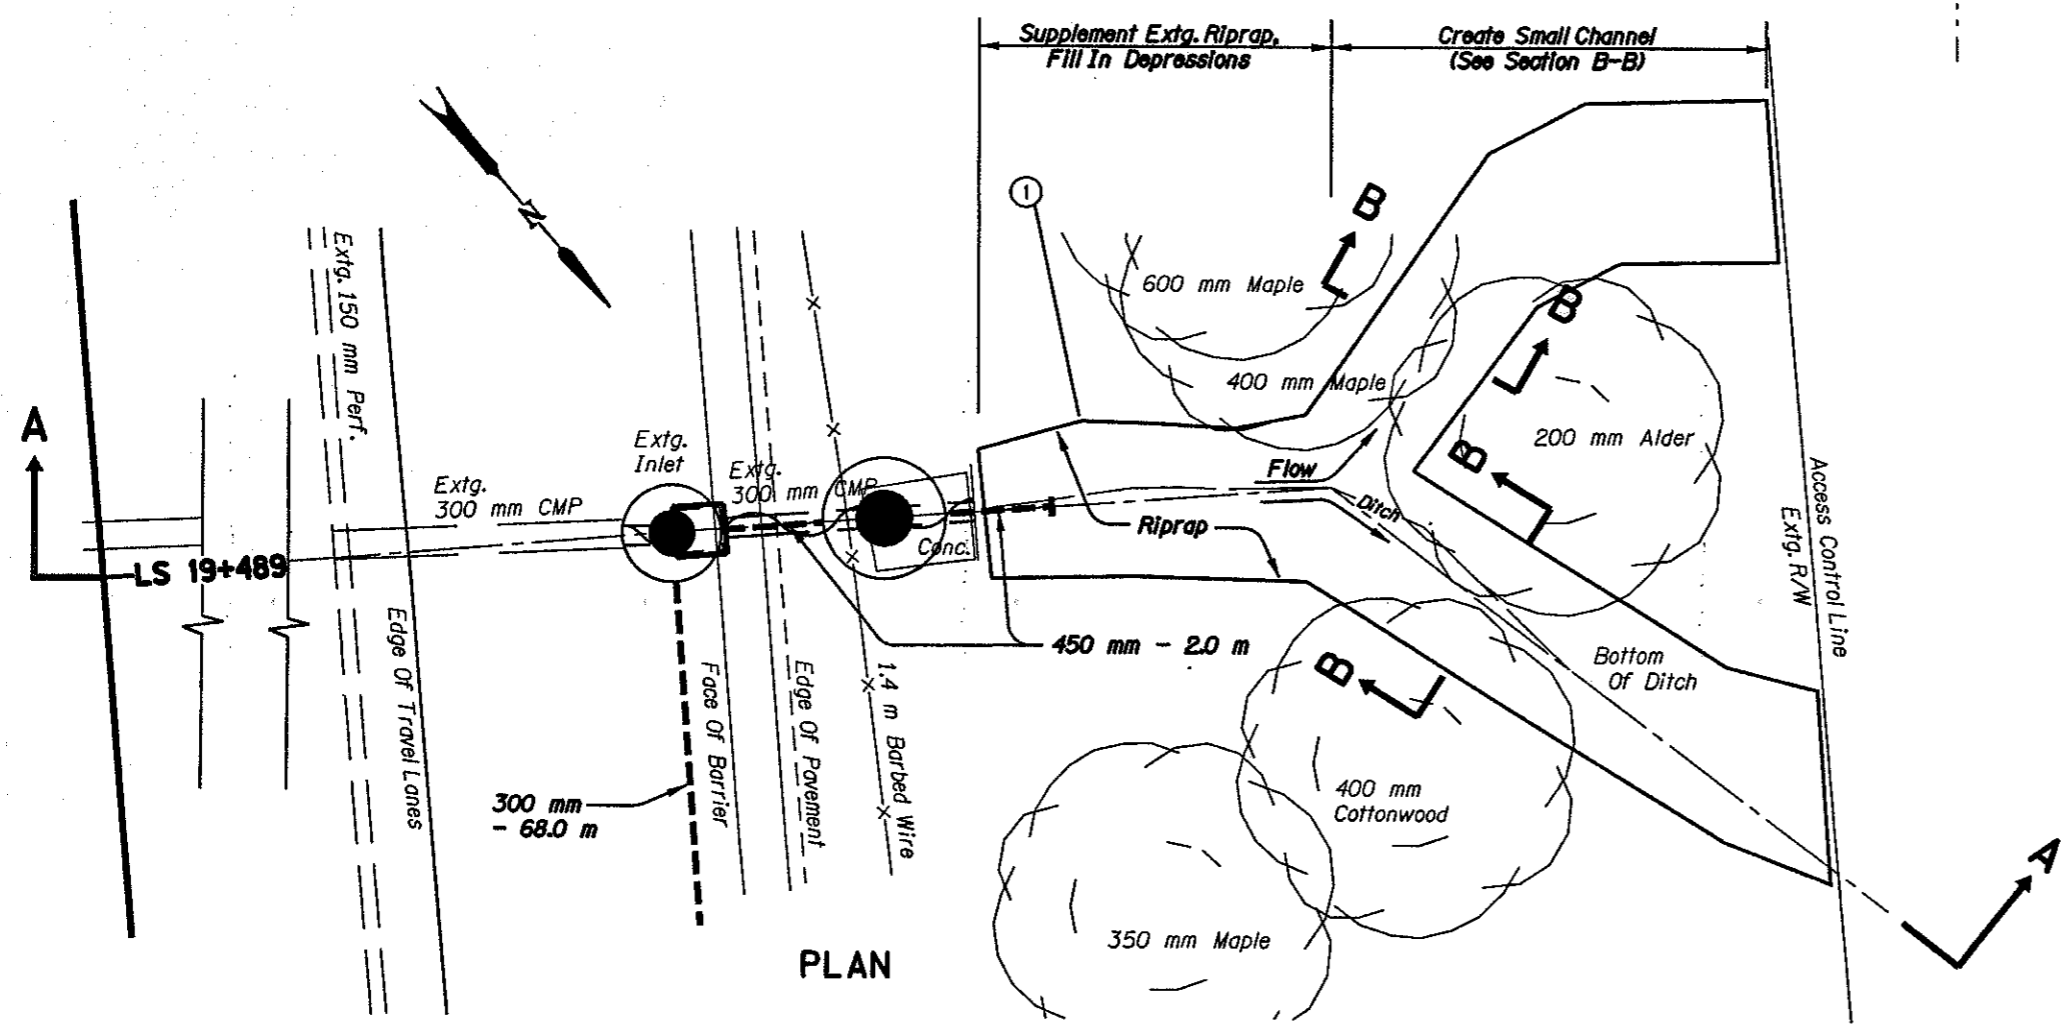 Supplement Extg. Riprap,
Fill In Depressions
Create Small Channel
(See Section B-B)
N
1
B
600 mm Maple
B
400 mm Maple
200 mm Alder
Extg. 150 mm Perf.
A
Extg.
Inlet
Extg.
300 mm CMP
Extg.
300 mm CMP
B
Flow
Ditch
Riprap
Conc.
Access Control Line
Extg. R/W
LS 19+489
Edge Of Travel Lanes
Face Of Barrier
Edge Of Pavement
1.4 m Barbed Wire
450 mm - 2.0 m
B
Bottom
Of Ditch
300 mm
- 68.0 m
400 mm
Cottonwood
350 mm Maple
A
PLAN